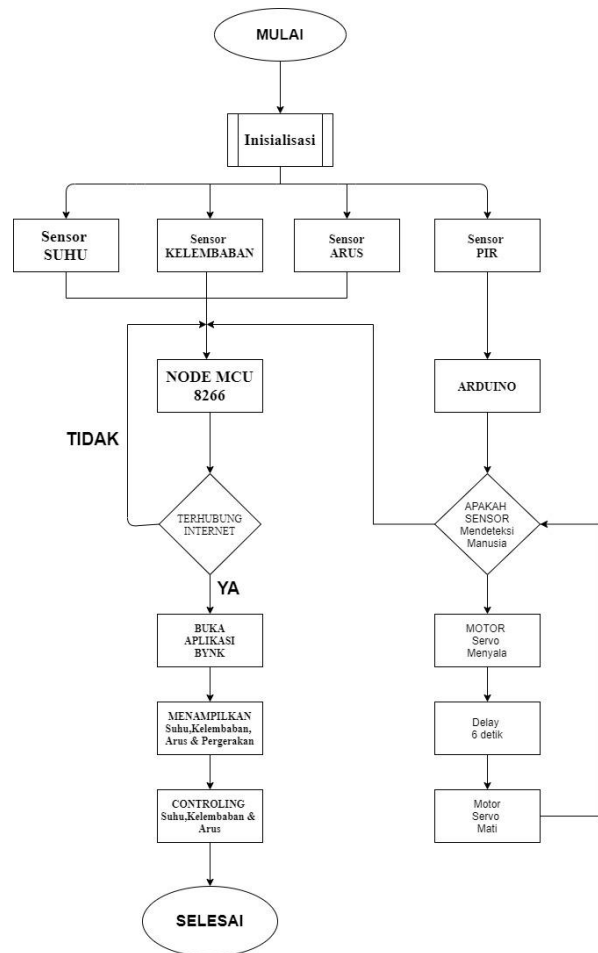 MULAI
Inisialisasi
Sensor
SUHU
Sensor
KELEMBABAN
Sensor
ARUS
Sensor
PIR
NODE MCU
8266
ARDUINO
TIDAK
TERHUBUNG
INTERNET
APAKAH
SENSOR
Mendeteksi
Manusia
YA
BUKA
APLIKASI
BYNK
MOTOR
Servo
Menyala
MENAMPILKAN
Suhu,Kelembaban,
Arus & Pergerakan
Delay
6 detik
CONTROLING
Suhu,Kelembaban &
Arus
Motor
Servo
Mati
SELESAI